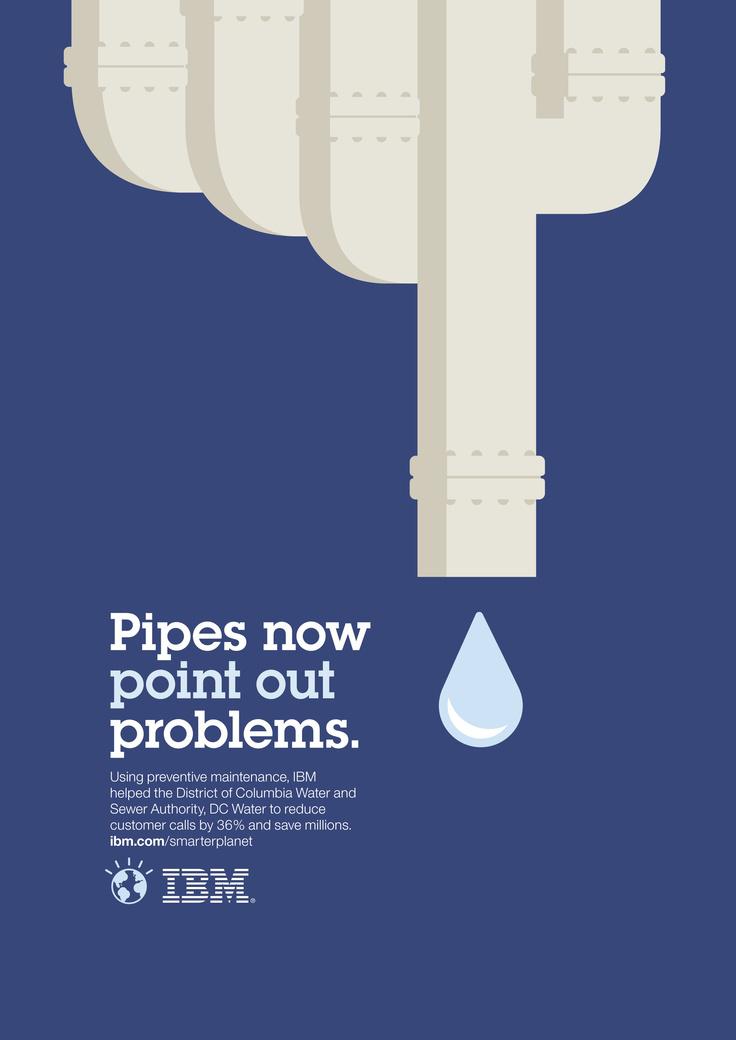 Pipes now
point out
problems.
Using preventive maintenance, IBM
helped the District of Columbia Water and
Sewer Authority, DC Water to reduce
customer calls by 36% and save millions.
ibm.com/smarterplanet
IBM®